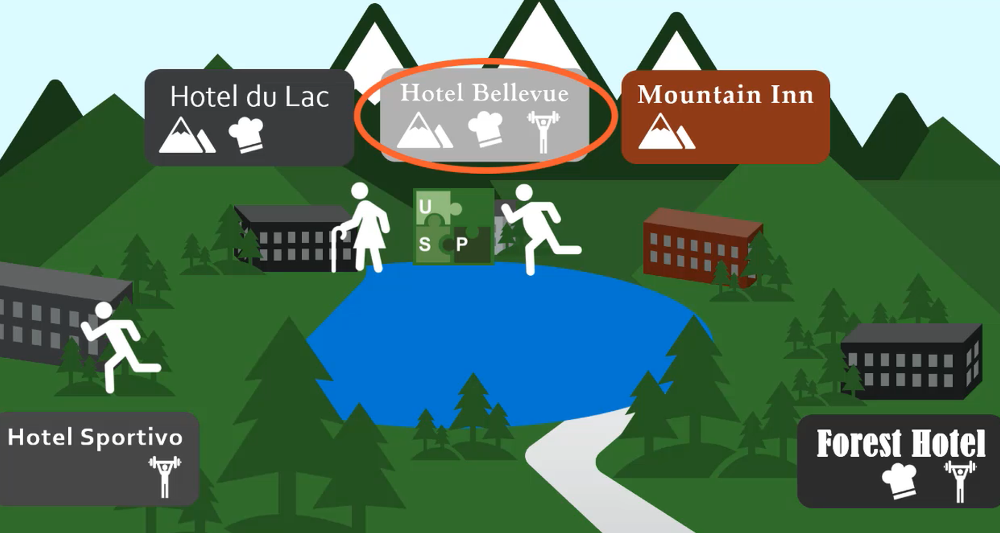 Hotel du Lac
Hotel Bellevue
Mountain Inn
U
S P
Hotel Sportivo
Forest Hotel